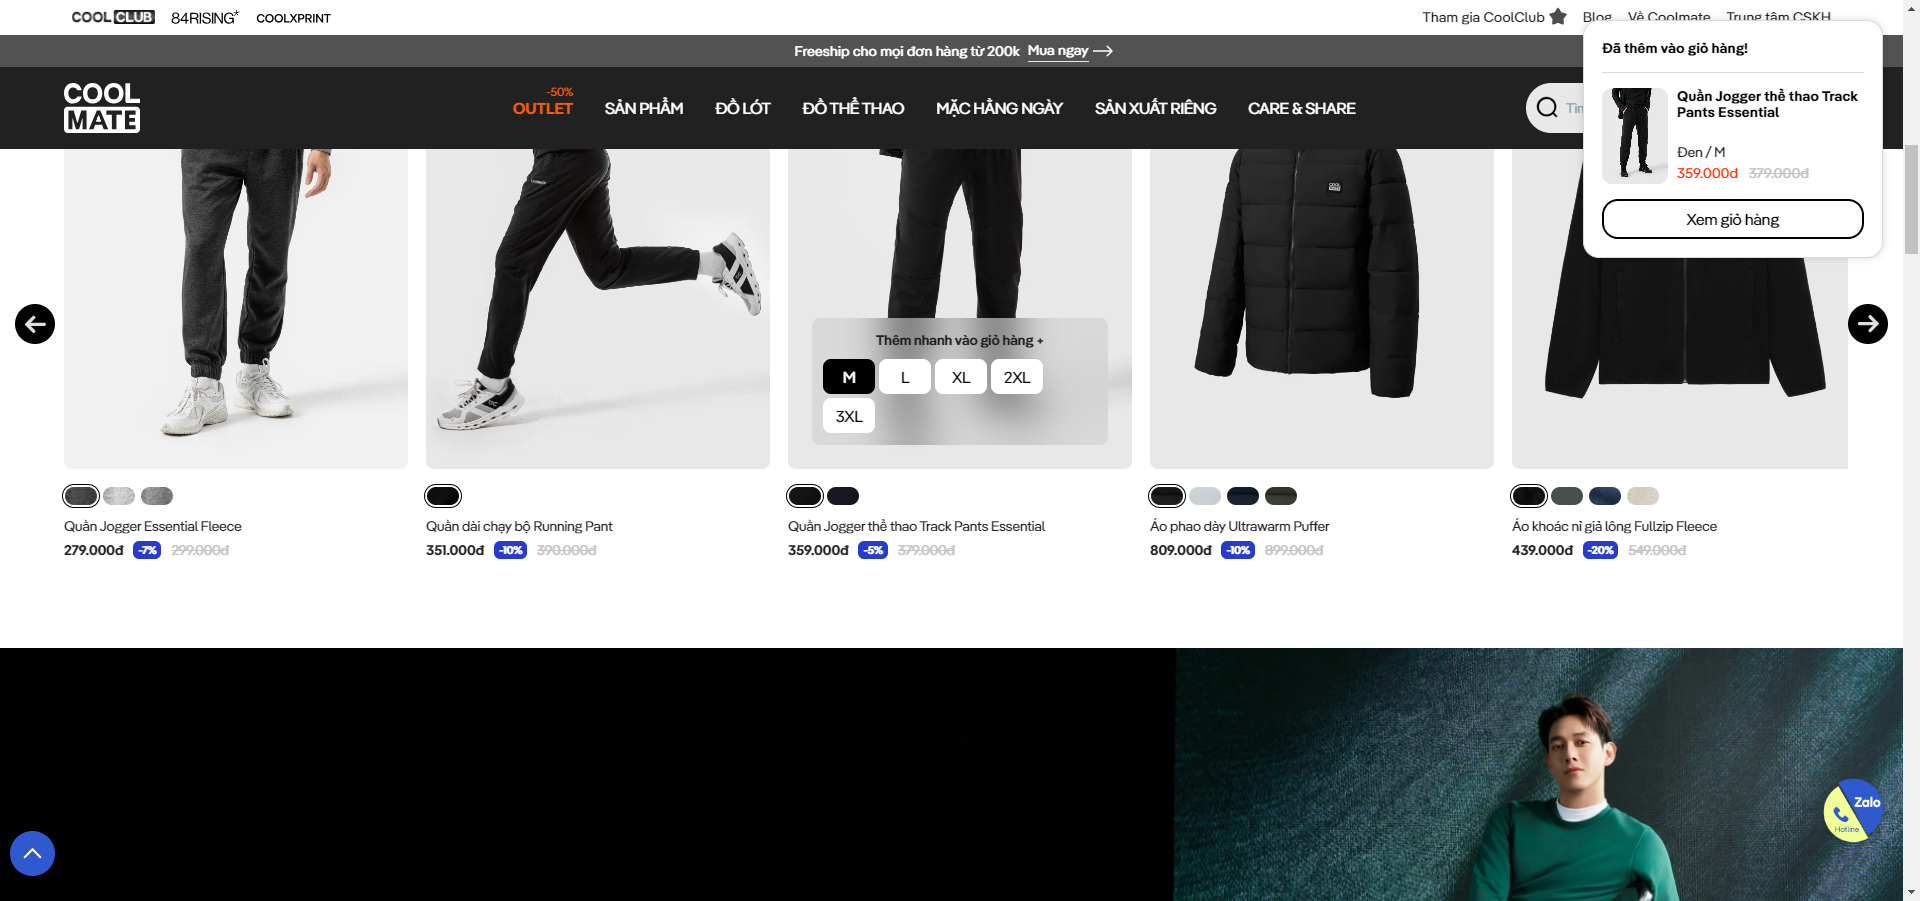 COOLCLUB 84RISING* COOLXPRINT
Tham gia CoolClub Blog Về Coolmate Trung tâm CSKH
Freeship cho mọi đơn hàng từ 200k Mua ngay
COOL
MATE
-50%
OUTLET SẢN PHẨM ĐỒ LÓT ĐỒ THỂ THAO MẶC HẰNG NGÀY SẢN XUẤT RIÊNG CARE & SHARE
Đã thêm vào giỏ hàng!
Quần Jogger thể thao Track
Pants Essential
Đen / M
359.000đ 379.000đ
Xem giỏ hàng
COOL
MATE
Thêm nhanh vào giỏ hàng +
M L XL 2XL
3XL
Quần Jogger Essential Fleece
279.000đ -7% 299.000đ
Quần dài chạy bộ Running Pant
351.000đ -10% 390.000đ
Quần Jogger thể thao Track Pants Essential
359.000đ -5% 379.000đ
Áo phao dày Ultrawarm Puffer
809.000đ -10% 899.000đ
Áo khoác nỉ giả lông Fullzip Fleece
439.000đ -20% 549.000đ
Zalo
Hotline